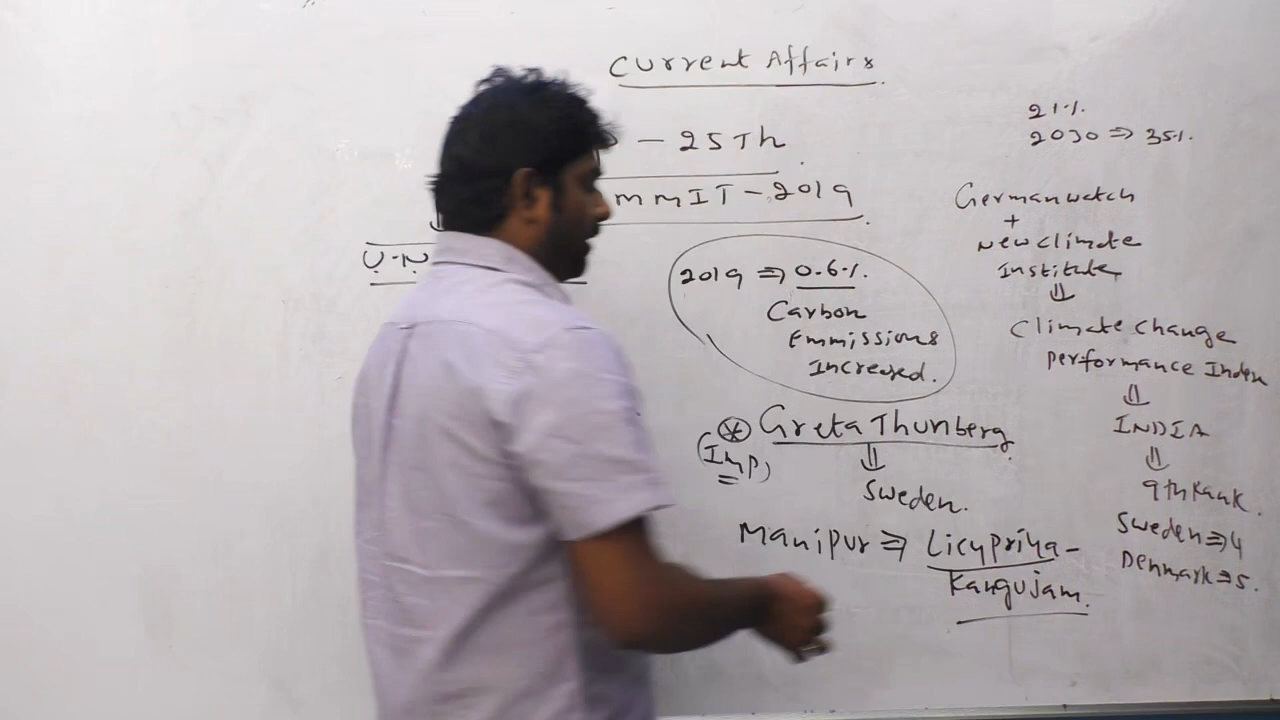 Current Affairs
- 25Th
mmIT - 2019
U.N
2019 ⇒ 0.6%.
Carbon
Emmissions
Increased.
* Greta Thunberg
(Imp)
⇓
Sweden.
Manipur ⇒ Licypriya-
Kangujam.
21%
2030 ⇒ 35%.
Germanwatch
+
Newclimate
Institute
⇓
Climate change
performance Index
⇓
INDIA
⇓
9th Rank.
Sweden ⇒ 4
Denmark ⇒ 5.